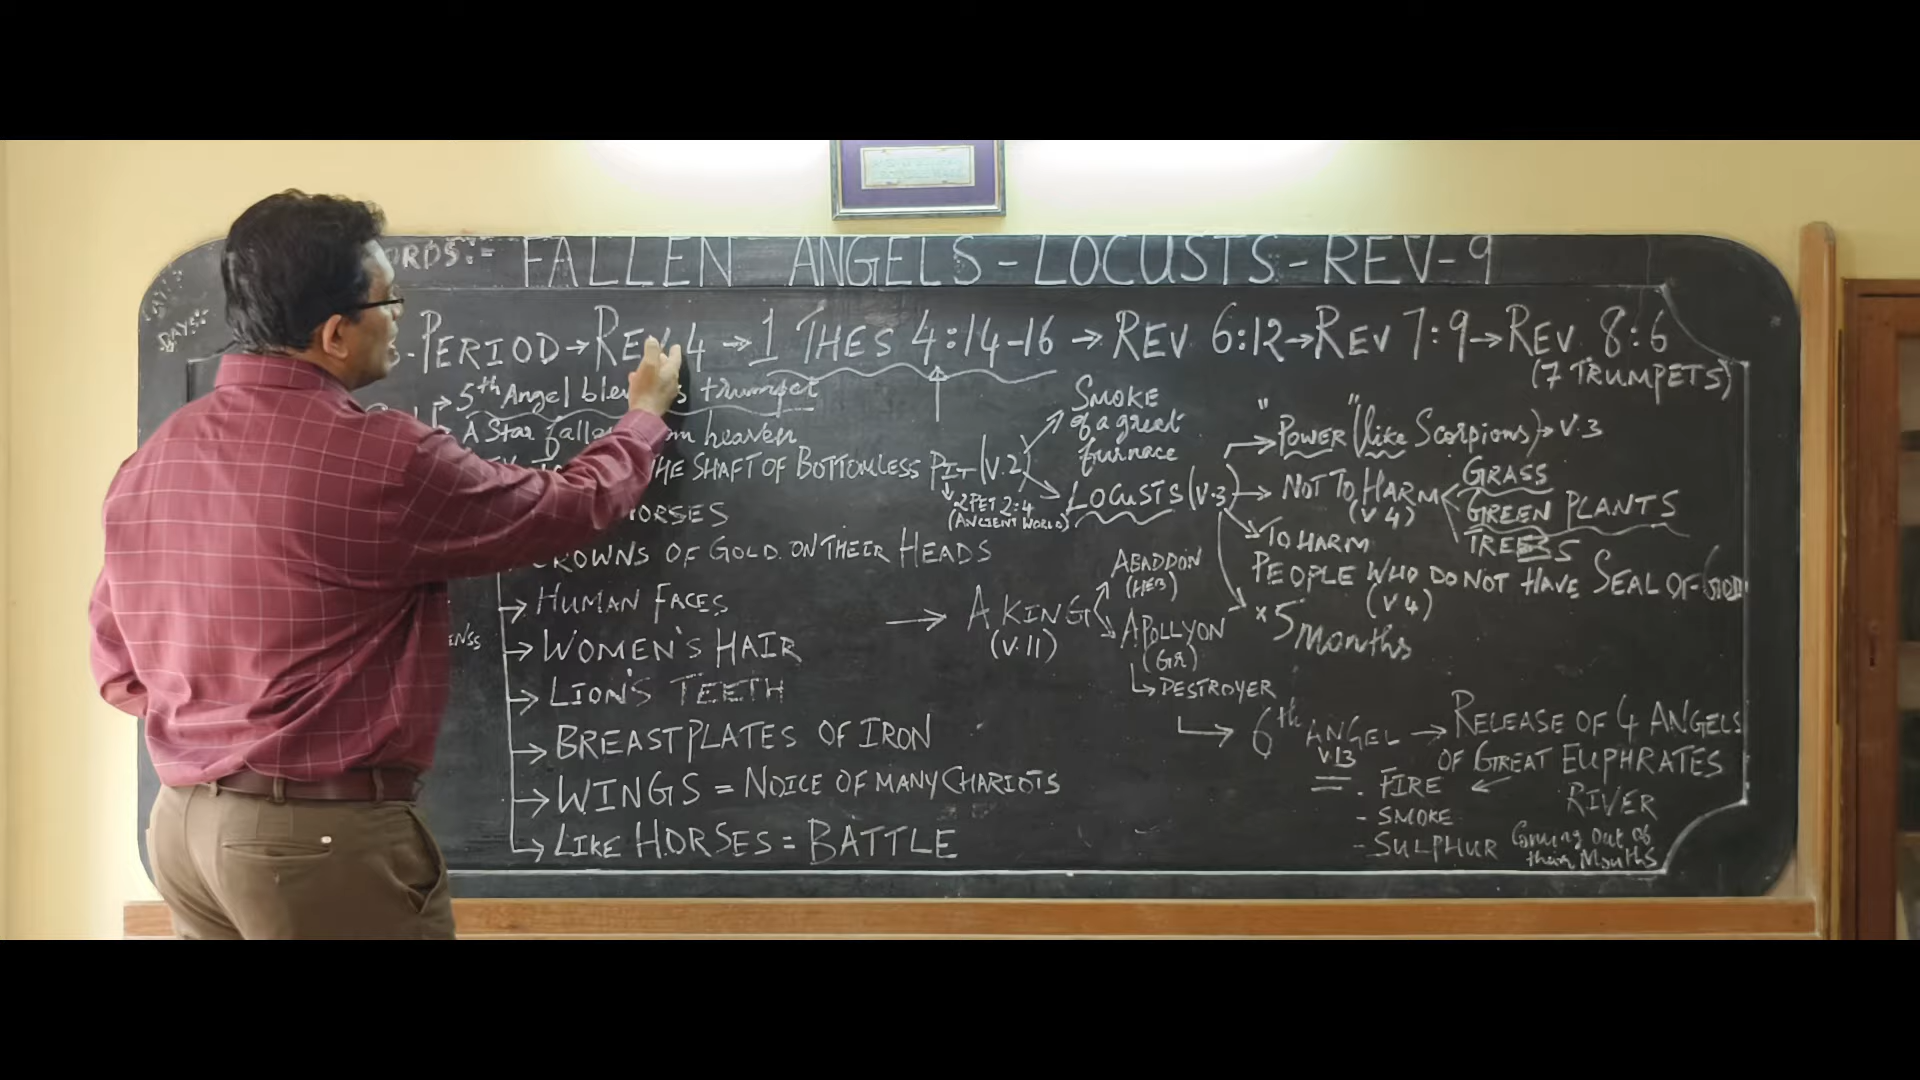 ORDS:- FALLEN ANGELS - LOCUSTS - REV-9
DAYS:-
PERIOD → REV 4 → 1 THES 4:14-16 → REV 6:12 → REV 7:9 → REV 8:6
(7 TRUMPETS)
→ 5th Angel trumpet
A Star from heaven
THE SHAFT OF BOTTOMLESS PIT (V.2)
2 PET 2:4
(ANCIENT WORLD)
SMOKE
of a great
furnace
LOCUSTS (V.3)
"POWER" (like Scorpions) → V.3
→ NOT TO HARM
(V 4)
GRASS
GREEN PLANTS
TREES
→ TO HARM
PEOPLE WHO DO NOT HAVE SEAL OF GOD
(V 4)
* 5 Months
HORSES
CROWNS OF GOLD ON THEIR HEADS
→ HUMAN FACES
→ WOMEN'S HAIR
→ LION'S TEETH
→ BREASTPLATES OF IRON
→ WINGS = NOICE OF MANY CHARIOTS
→ LIKE HORSES = BATTLE
→ A KING
(V.11)
ABADDON
(HEB)
APOLLYON
(Gr)
→ DESTROYER
→ 6th ANGEL → RELEASE OF 4 ANGELS
V13
OF GREAT EUPHRATES
RIVER
. FIRE ←
- SMOKE
- SULPHUR Coming out of
their Mouths